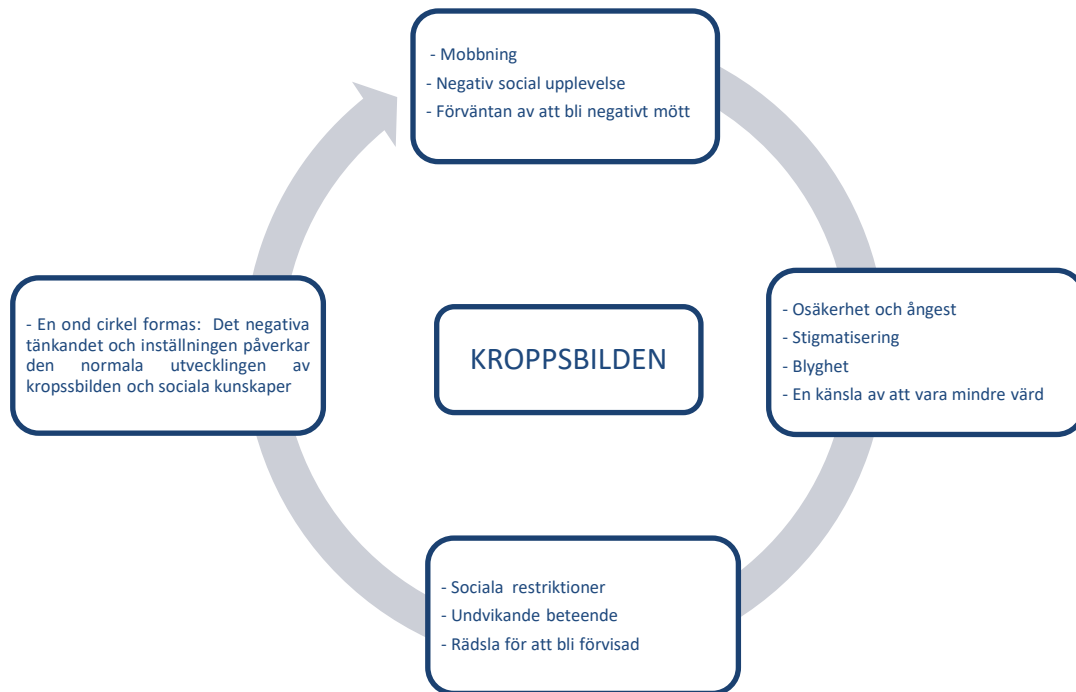 - Mobbning
- Negativ social upplevelse
- Förväntan av att bli negativt mött
- Osäkerhet och ångest
- Stigmatisering
- Blyghet
- En känsla av att vara mindre värd
- En ond cirkel formas: Det negativa
tänkandet och inställningen påverkar
den normala utvecklingen av
kropssbilden och sociala kunskaper
KROPPSBILDEN
- Sociala restriktioner
- Undvikande beteende
- Rädsla för att bli förvisad